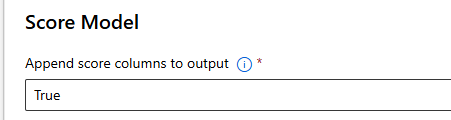 Score Model
Append score columns to output ⓘ *
True